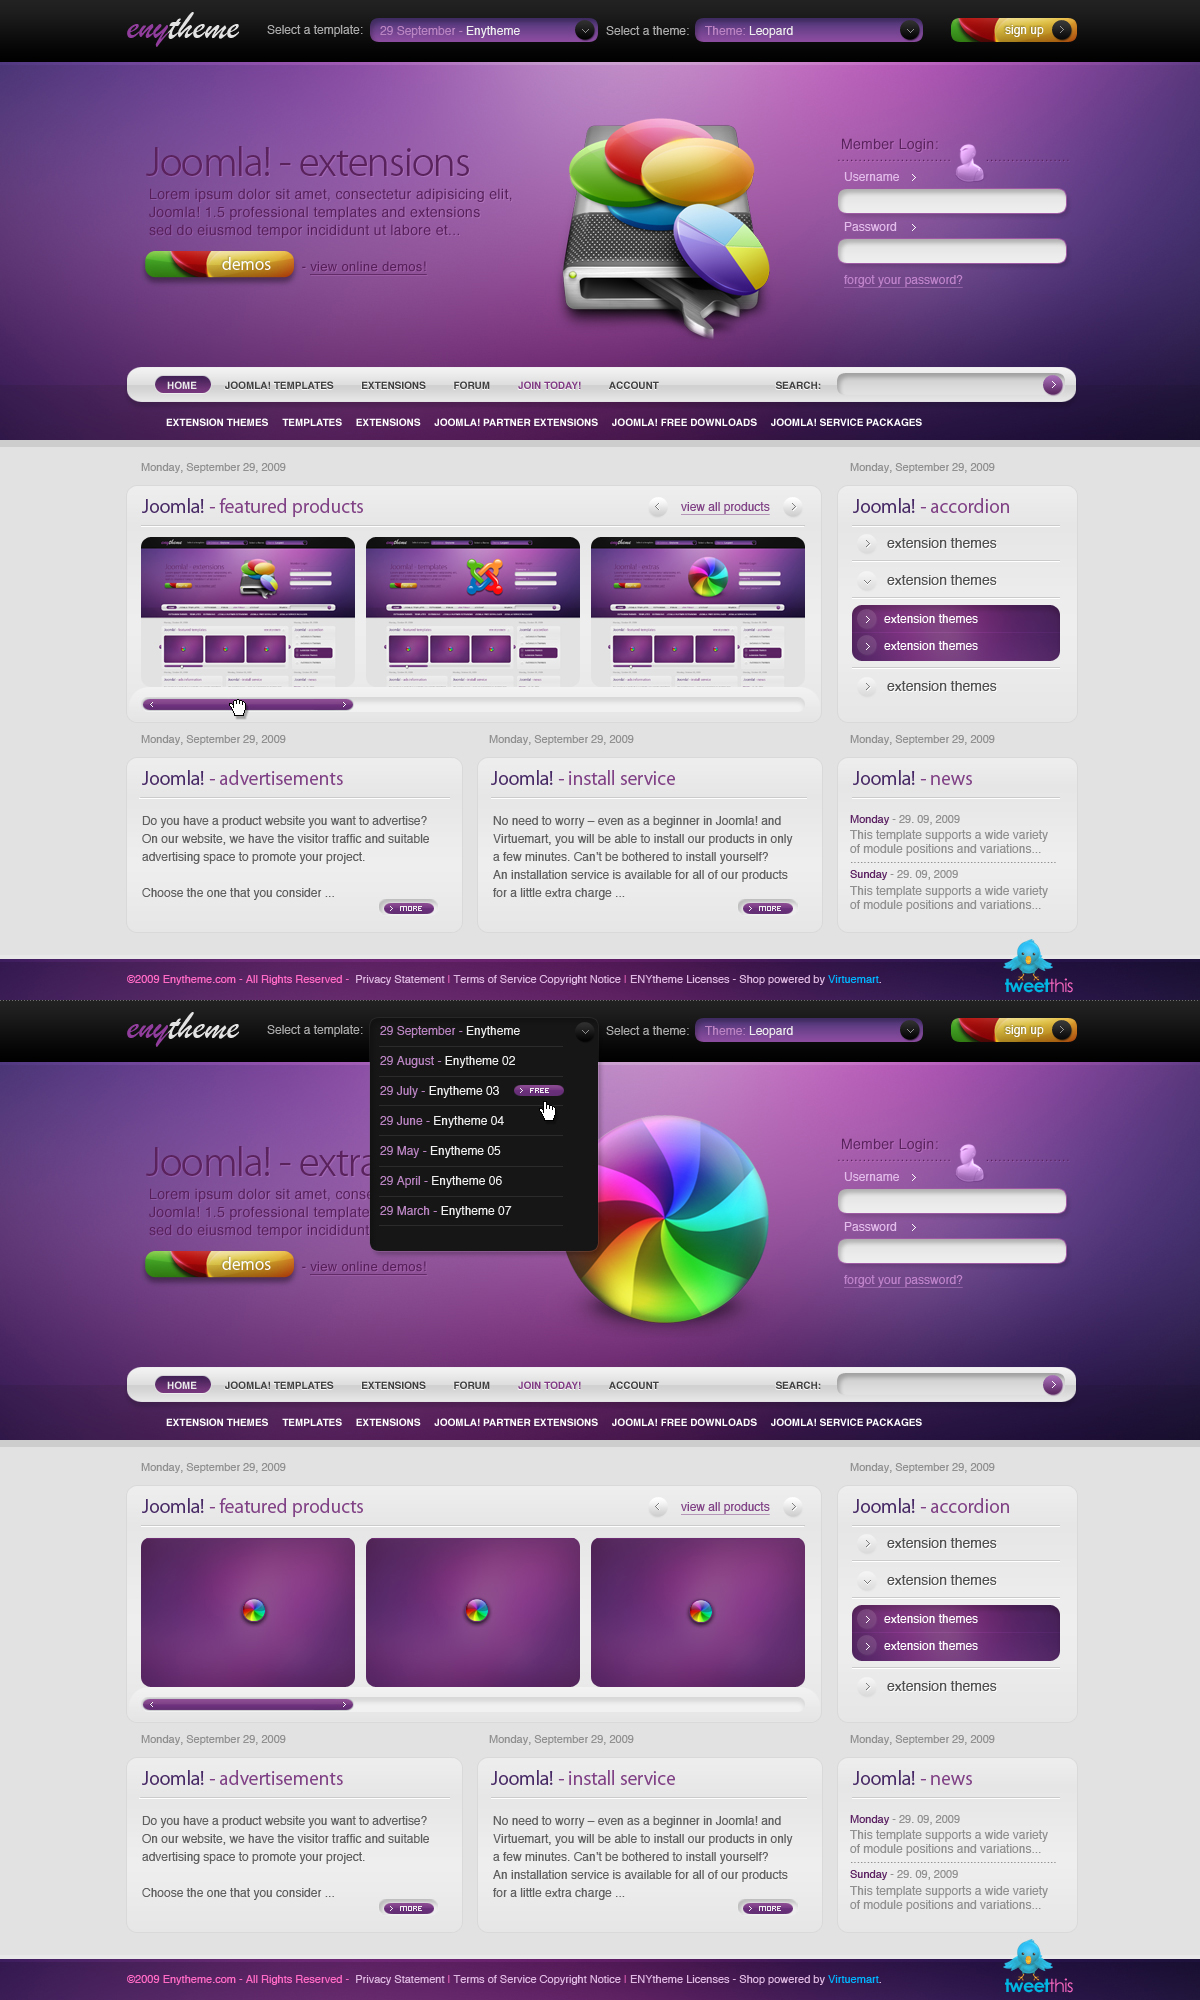 enytheme Select a template: 29 September - Enytheme Select a theme: Theme: Leopard sign up
Joomla! - extensions
Lorem ipsum dolor sit amet, consectetur adipisicing elit,
Joomla! 1.5 professional templates and extensions
sed do eiusmod tempor incididunt ut labore et...
demos - view online demos!
Member Login:
Username
Password
forgot your password?
HOME JOOMLA! TEMPLATES EXTENSIONS FORUM JOIN TODAY! ACCOUNT SEARCH:
EXTENSION THEMES TEMPLATES EXTENSIONS JOOMLA! PARTNER EXTENSIONS JOOMLA! FREE DOWNLOADS JOOMLA! SERVICE PACKAGES
Monday, September 29, 2009
Joomla! - featured products view all products
Monday, September 29, 2009
Joomla! - accordion
extension themes
extension themes
extension themes
extension themes
extension themes
Monday, September 29, 2009
Joomla! - advertisements
Do you have a product website you want to advertise?
On our website, we have the visitor traffic and suitable
advertising space to promote your project.
Choose the one that you consider ...
MORE
Monday, September 29, 2009
Joomla! - install service
No need to worry – even as a beginner in Joomla! and
Virtuemart, you will be able to install our products in only
a few minutes. Can't be bothered to install yourself?
An installation service is available for all of our products
for a little extra charge ...
MORE
Monday, September 29, 2009
Joomla! - news
Monday - 29. 09, 2009
This template supports a wide variety
of module positions and variations...
Sunday - 29. 09, 2009
This template supports a wide variety
of module positions and variations...
©2009 Enytheme.com - All Rights Reserved - Privacy Statement | Terms of Service Copyright Notice | ENYtheme Licenses - Shop powered by Virtuemart.
tweetthis
enytheme Select a template: 29 September - Enytheme Select a theme: Theme: Leopard sign up
29 August - Enytheme 02
29 July - Enytheme 03 FREE
29 June - Enytheme 04
29 May - Enytheme 05
29 April - Enytheme 06
29 March - Enytheme 07
Joomla! - extra
Lorem ipsum dolor sit amet, conse
Joomla! 1.5 professional template
sed do eiusmod tempor incididunt
demos - view online demos!
Member Login:
Username
Password
forgot your password?
HOME JOOMLA! TEMPLATES EXTENSIONS FORUM JOIN TODAY! ACCOUNT SEARCH:
EXTENSION THEMES TEMPLATES EXTENSIONS JOOMLA! PARTNER EXTENSIONS JOOMLA! FREE DOWNLOADS JOOMLA! SERVICE PACKAGES
Monday, September 29, 2009
Joomla! - featured products view all products
Monday, September 29, 2009
Joomla! - accordion
extension themes
extension themes
extension themes
extension themes
extension themes
Monday, September 29, 2009
Joomla! - advertisements
Do you have a product website you want to advertise?
On our website, we have the visitor traffic and suitable
advertising space to promote your project.
Choose the one that you consider ...
MORE
Monday, September 29, 2009
Joomla! - install service
No need to worry – even as a beginner in Joomla! and
Virtuemart, you will be able to install our products in only
a few minutes. Can't be bothered to install yourself?
An installation service is available for all of our products
for a little extra charge ...
MORE
Monday, September 29, 2009
Joomla! - news
Monday - 29. 09, 2009
This template supports a wide variety
of module positions and variations...
Sunday - 29. 09, 2009
This template supports a wide variety
of module positions and variations...
©2009 Enytheme.com - All Rights Reserved - Privacy Statement | Terms of Service Copyright Notice | ENYtheme Licenses - Shop powered by Virtuemart.
tweetthis